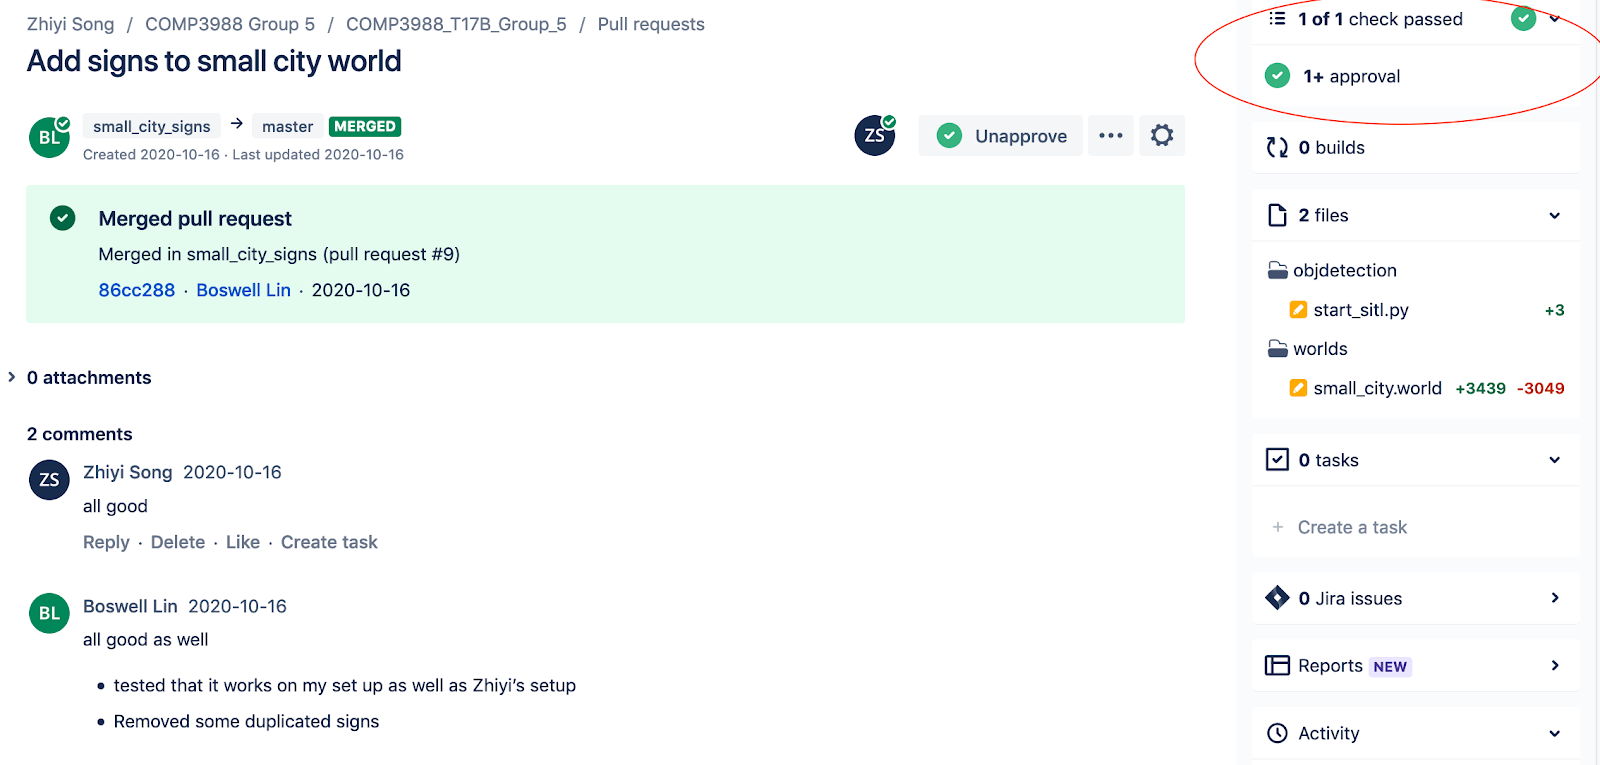 Zhiyi Song / COMP3988 Group 5 / COMP3988_T17B_Group_5 / Pull requests
Add signs to small city world
BL small_city_signs → master MERGED
Created 2020-10-16 · Last updated 2020-10-16
ZS Unapprove
Merged pull request
Merged in small_city_signs (pull request #9)
86cc288 · Boswell Lin · 2020-10-16
0 attachments
2 comments
ZS Zhiyi Song 2020-10-16
all good
Reply · Delete · Like · Create task
BL Boswell Lin 2020-10-16
all good as well
• tested that it works on my set up as well as Zhiyi’s setup
• Removed some duplicated signs
1 of 1 check passed
1+ approval
0 builds
2 files
objdetection
start_sitl.py +3
worlds
small_city.world +3439 -3049
0 tasks
+ Create a task
0 Jira issues
Reports NEW
Activity